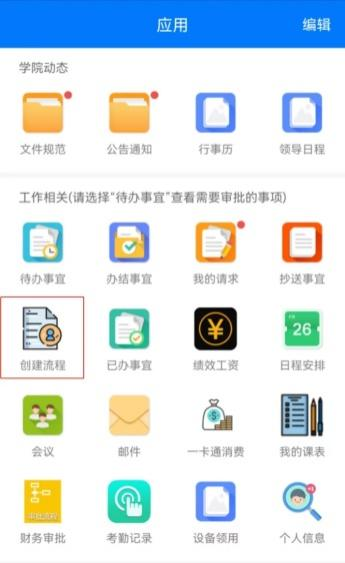 应用
编辑
学院动态
文件规范
公告通知
行事历
领导日程
工作相关(请选择“待办事宜”查看需要审批的事项)
待办事宜
办结事宜
我的请求
抄送事宜
创建流程
已办事宜
绩效工资
26
日程安排
会议
邮件
一卡通消费
我的课表
审批流程
财务审批
考勤记录
设备领用
+1
个人信息